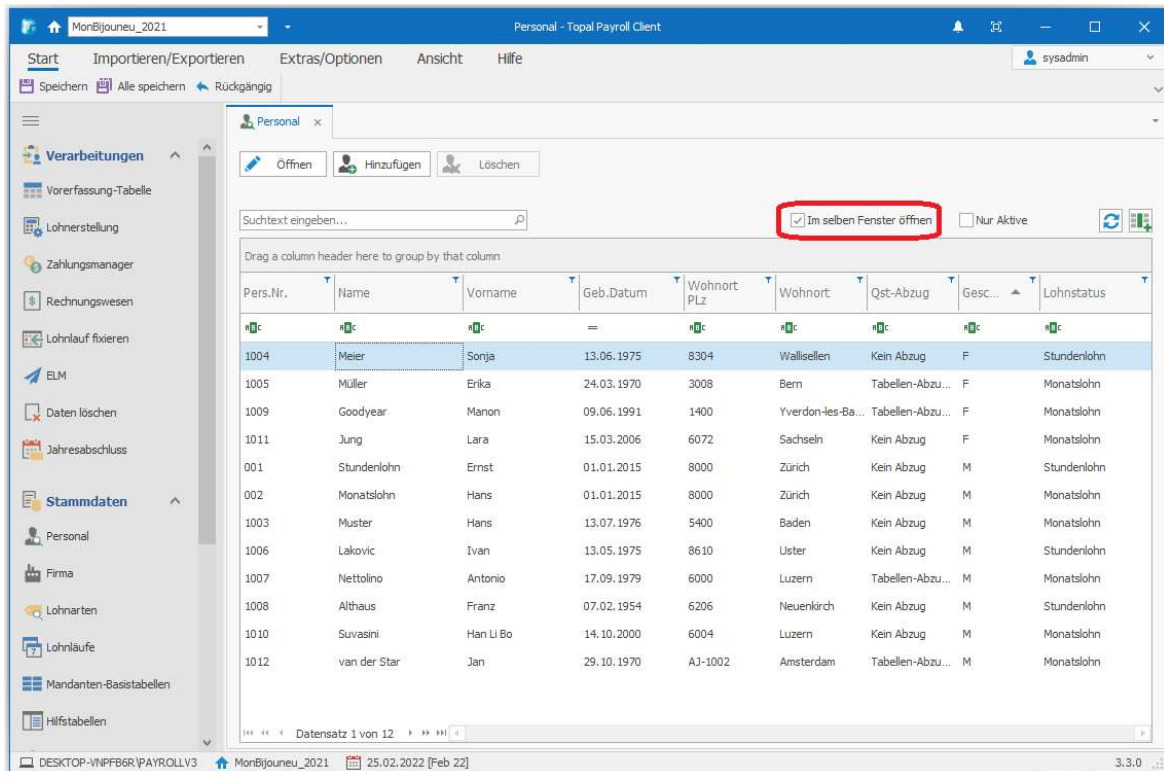 MonBijouneu_2021
Personal - Topal Payroll Client
Start Importieren/Exportieren Extras/Optionen Ansicht Hilfe
sysadmin
Speichern Alle speichern Rückgängig
Personal
Verarbeitungen
Vorerfassung-Tabelle
Lohnerstellung
Zahlungsmanager
Rechnungswesen
Lohnlauf fixieren
ELM
Daten löschen
Jahresabschluss
Stammdaten
Personal
Firma
Lohnarten
Lohnläufe
Mandanten-Basistabellen
Hilfstabellen
Öffnen Hinzufügen Löschen
Suchtext eingeben...
Im selben Fenster öffnen Nur Aktive
Drag a column header here to group by that column
Pers.Nr. Name Vorname Geb.Datum Wohnort PLz Wohnort Qst-Abzug Gesc... Lohnstatus
1004 Meier Sonja 13.06.1975 8304 Wallisellen Kein Abzug F Stundenlohn
1005 Müller Erika 24.03.1970 3008 Bern Tabellen-Abzu... F Monatslohn
1009 Goodyear Manon 09.06.1991 1400 Yverdon-les-Ba... Tabellen-Abzu... F Monatslohn
1011 Jung Lara 15.03.2006 6072 Sachseln Kein Abzug F Monatslohn
001 Stundenlohn Ernst 01.01.2015 8000 Zürich Kein Abzug M Stundenlohn
002 Monatslohn Hans 01.01.2015 8000 Zürich Kein Abzug M Monatslohn
1003 Muster Hans 13.07.1976 5400 Baden Kein Abzug M Monatslohn
1006 Lakovic Ivan 13.05.1975 8610 Uster Kein Abzug M Stundenlohn
1007 Nettolino Antonio 17.09.1979 6000 Luzern Tabellen-Abzu... M Monatslohn
1008 Althaus Franz 07.02.1954 6206 Neuenkirch Kein Abzug M Stundenlohn
1010 Suvasini Han Li Bo 14.10.2000 6004 Luzern Kein Abzug M Monatslohn
1012 van der Star Jan 29.10.1970 AJ-1002 Amsterdam Tabellen-Abzu... M Monatslohn
Datensatz 1 von 12
DESKTOP-VNPFB6R\PAYROLLV3 MonBijouneu_2021 25.02.2022 [Feb 22] 3.3.0